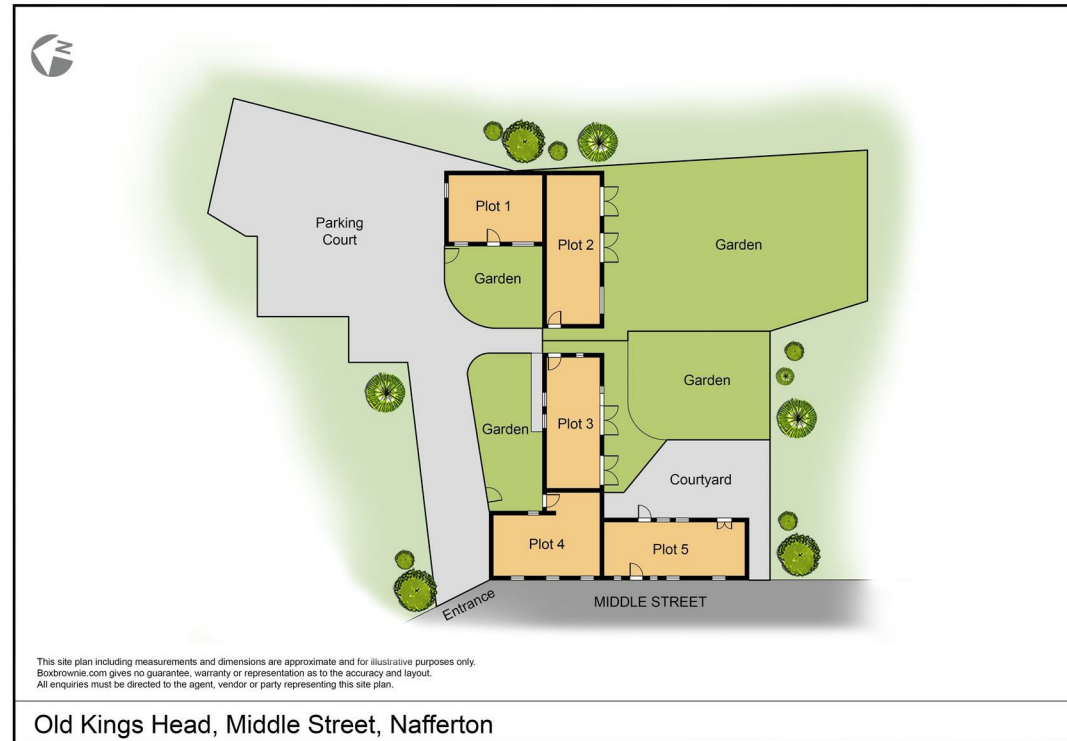 N
Plot 1
Parking
Court
Plot 2
Garden
Garden
Garden
Plot 3
Garden
Courtyard
Plot 4
Plot 5
Entrance
MIDDLE STREET
This site plan including measurements and dimensions are approximate and for illustrative purposes only.
Boxbrownie.com gives no guarantee, warranty or representation as to the accuracy and layout.
All enquiries must be directed to the agent, vendor or party representing this site plan.
Old Kings Head, Middle Street, Nafferton